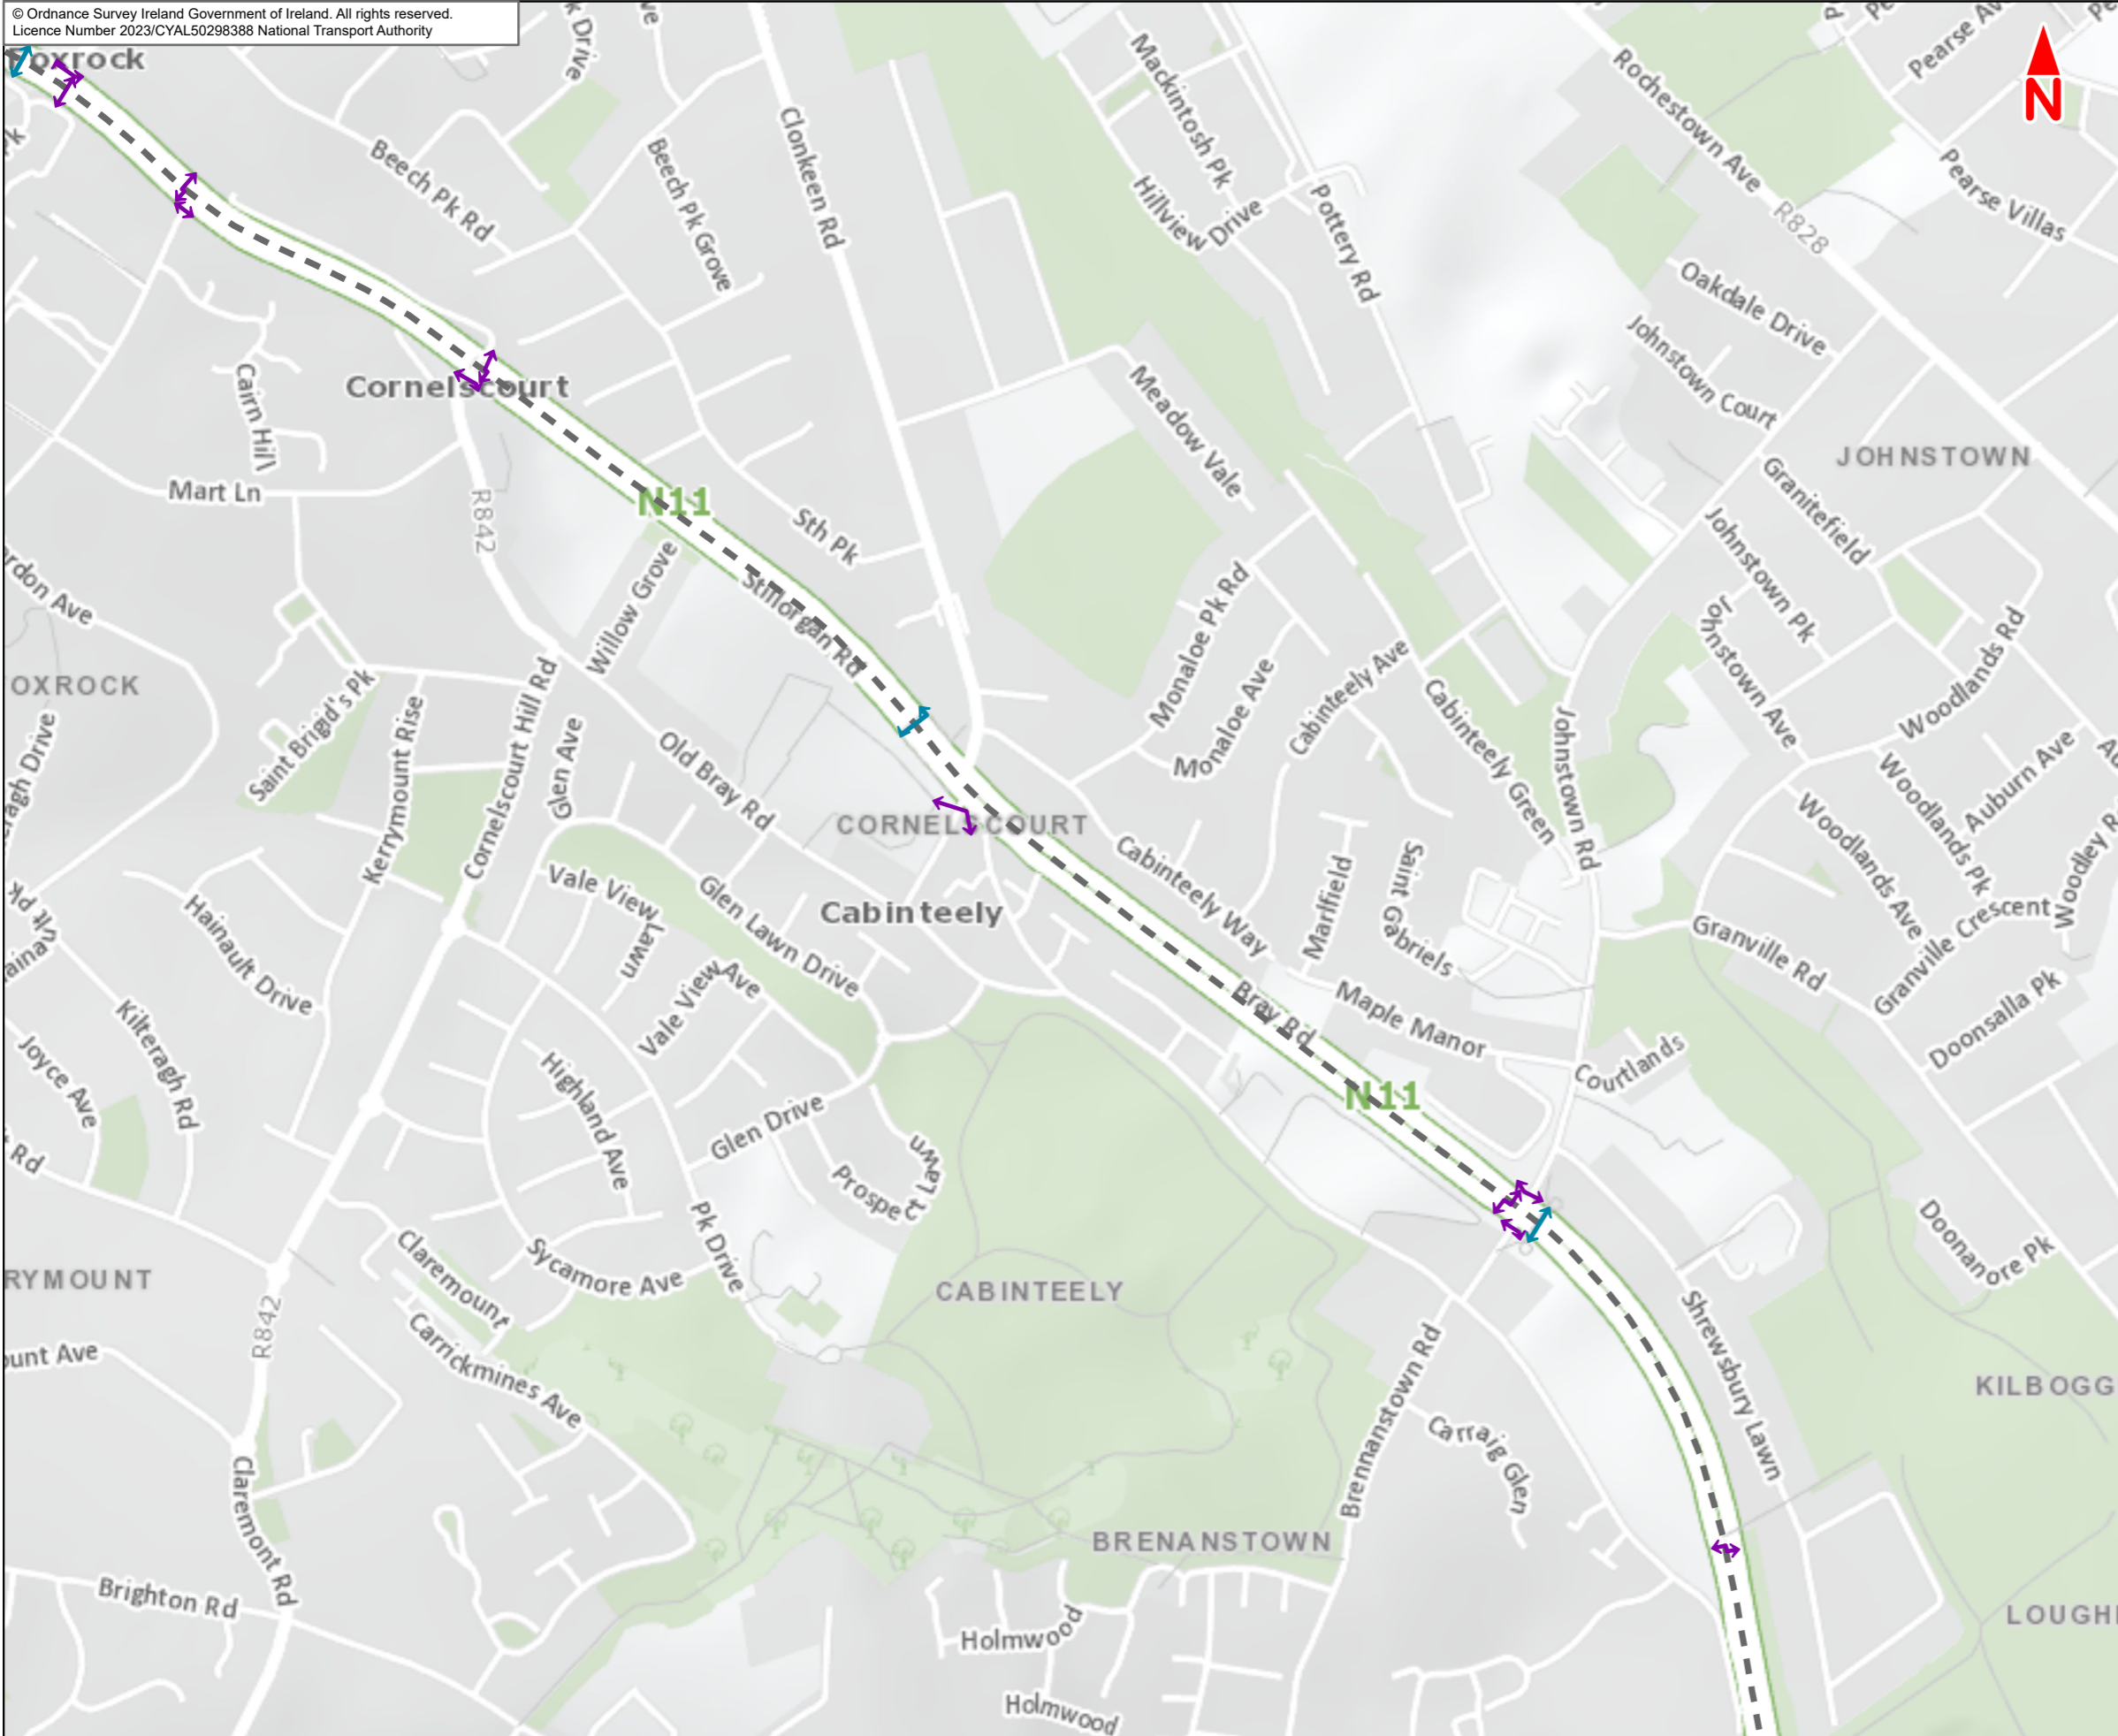 © Ordnance Survey Ireland Government of Ireland. All rights reserved.
Licence Number 2023/CYAL50298388 National Transport Authority
Foxrock
N
Drive
Mackintosh Pk
Rochestown Ave
Pearse
Clonkeen Rd
Beech Pk Rd
Beech Pk Grove
Hillview Drive
Pottery Rd
R828
Pearse Villas
Oakdale Drive
Johnstown Court
Cornelscourt
Cairn Hill
Meadow Vale
JOHNSTOWN
Mart Ln
R842
N11
Sth Pk
Granitefield
Johnstown Pk
Willow Grove
Stillorgan Rd
Monaloe Pk Rd
Johnstown Ave
Woodlands Rd
OXROCK
Saint Brigid's Pk
Kerrymount Rise
Cornelscourt Hill Rd
Glen Ave
Old Bray Rd
Monaloe Ave
Cabinteely Ave
Cabinteely Green
Johnstown Rd
Auburn Ave
Woodlands Pk
Woodlands Ave
CORNELSCOURT
Cabinteely Way
Marlfield
Saint Gabriels
Vale View Lawn
Glen Lawn Drive
Cabinteely
Hainault Drive
Vale View Ave
Granville Rd
Granville Crescent
Doonsalla Pk
Bray Rd
Maple Manor
Courtlands
Kilteragh Rd
Joyce Ave
Highland Ave
N11
Glen Drive
Prospect Lawn
Rd
Pk Drive
Sycamore Ave
Claremount
Carrickmines Ave
RYMOUNT
R842
ount Ave
CABINTEELY
Doonanore Pk
Shrewsbury Lawn
KILBOGG
Brennanstown Rd
Carraig Glen
Claremont Rd
BRENANSTOWN
Brighton Rd
LOUGHL
Holmwood
Holmwood